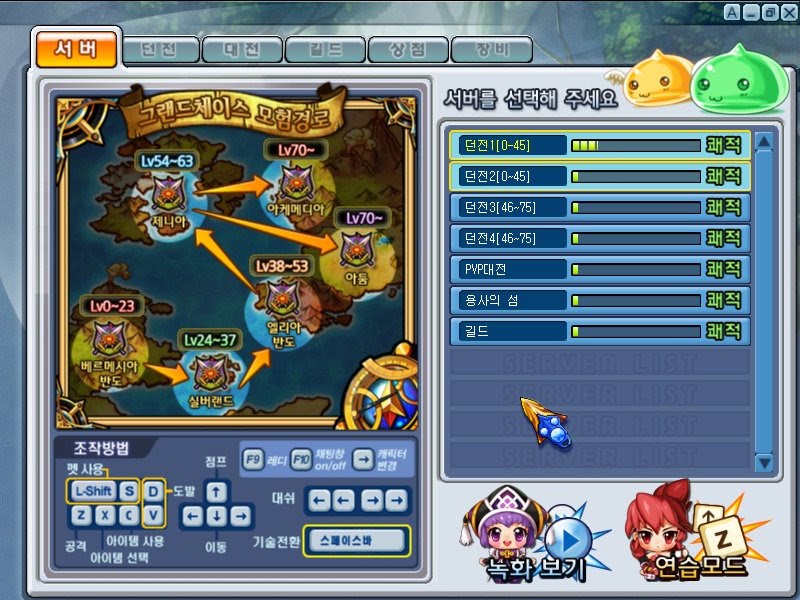 서버 던전 대전 길드 상점 장비
그랜드체이스 모험경로
서버를 선택해 주세요
Lv54~63
제니아
Lv70~
아케메디아
Lv70~
아툼
Lv38~53
엘리아
반도
Lv0~23
베르메시아
반도
Lv24~37
실버랜드
던전1[0-45] 쾌적
던전2[0~45] 쾌적
던전3[46~75] 쾌적
던전4[46~75] 쾌적
PVP대전 쾌적
용사의 섬 쾌적
길드 쾌적
SERVER LIST
SERVER LIST
SERVER LIST
SERVER LIST
조작방법
펫 사용
L-Shift S D 도발
Z X C V
공격
아이템 사용
아이템 선택
점프
↑
← ↓ →
이동
F9 레디 F10 채팅창 on/off → 캐릭터 변경
대쉬 ← ← → →
기술전환 스페이스바
녹화 보기
↑
Z
연습모드
A